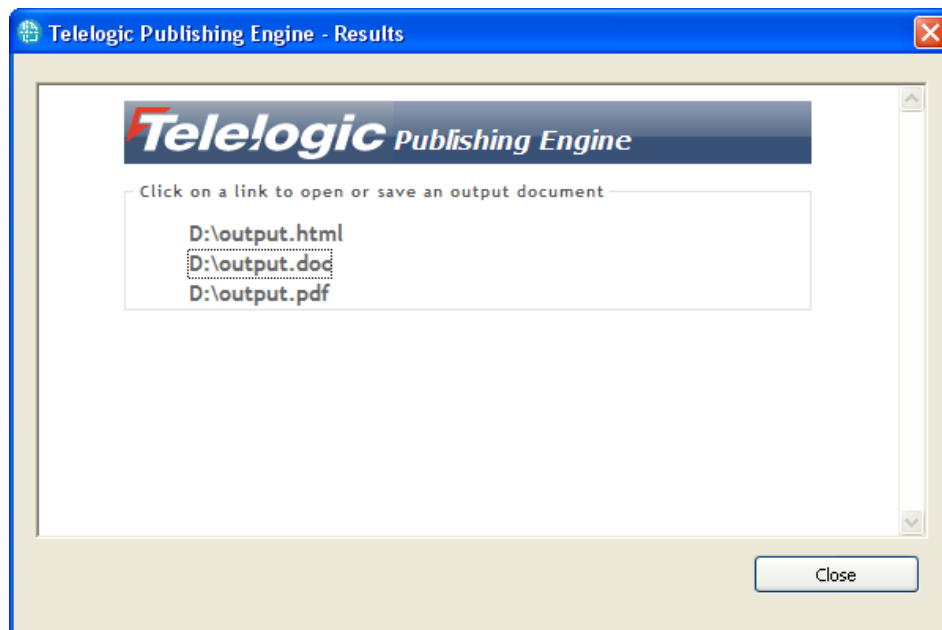 Telelogic Publishing Engine - Results
Telelogic Publishing Engine
Click on a link to open or save an output document
D:\output.html
D:\output.doc
D:\output.pdf
Close